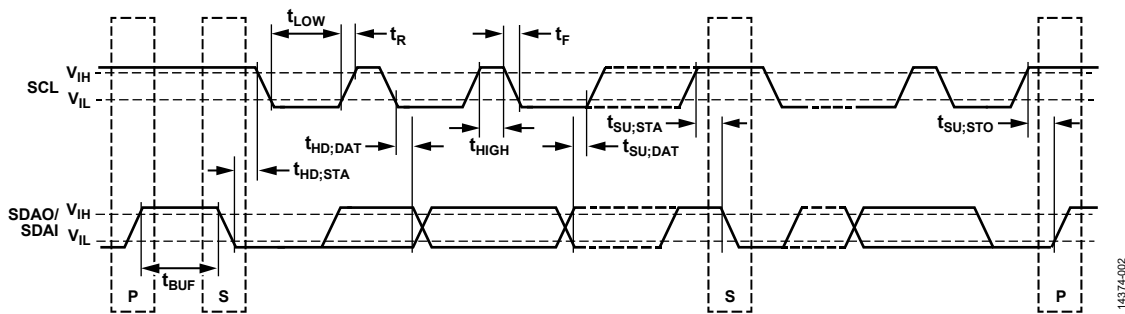 tLOW
tR
tF
SCL
VIH
VIL
tHD;DAT
tHIGH
tSU;STA
tSU;DAT
tSU;STO
tHD;STA
SDAO/
SDAI
VIH
VIL
tBUF
P
S
S
P
14374-002